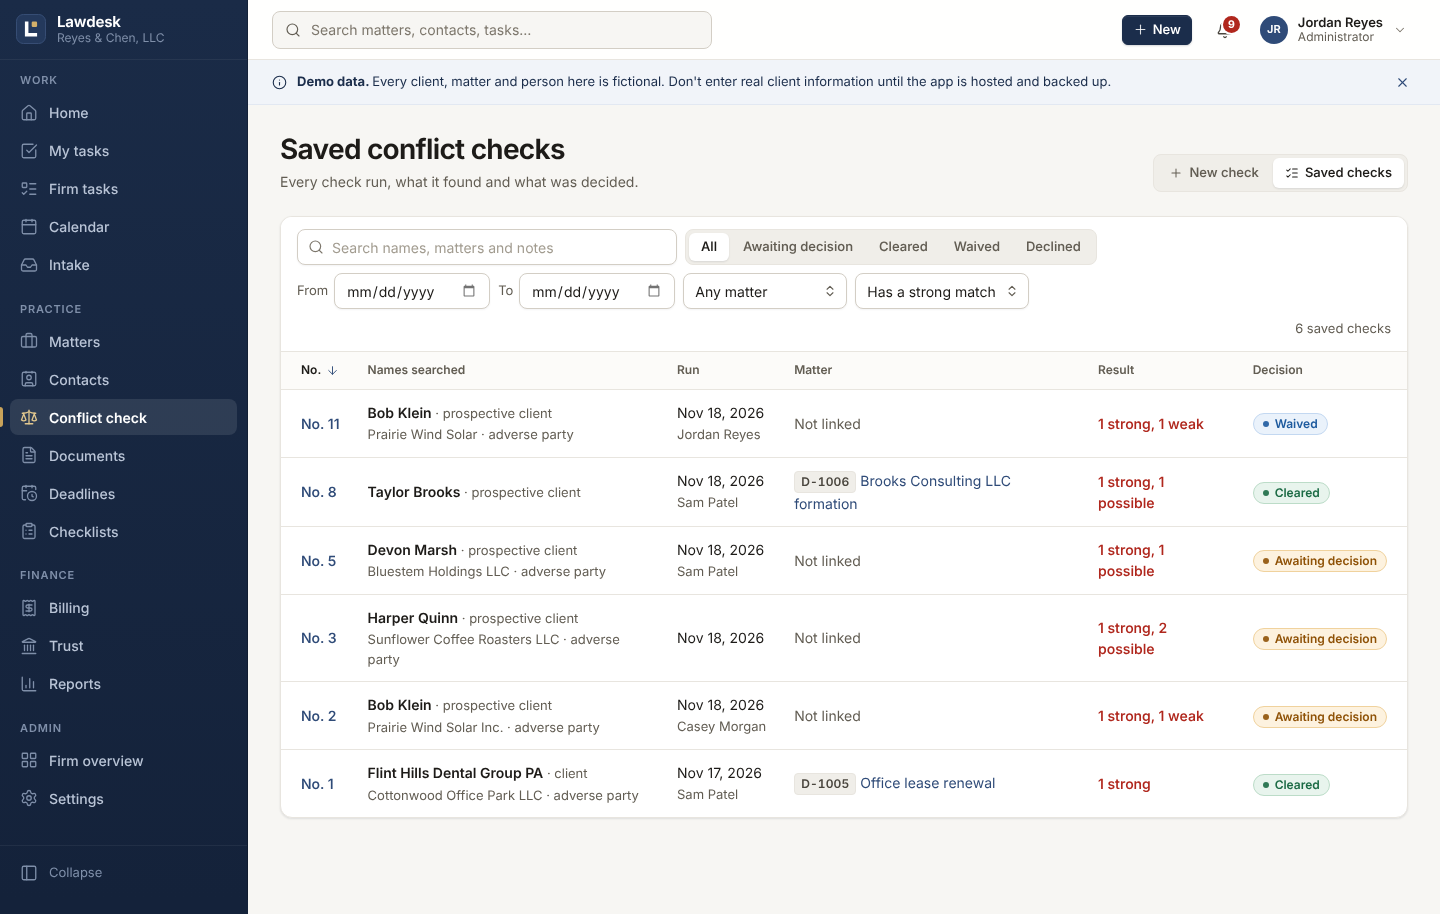 Lawdesk
Reyes & Chen, LLC
WORK
Home
My tasks
Firm tasks
Calendar
Intake
PRACTICE
Matters
Contacts
Conflict check
Documents
Deadlines
Checklists
FINANCE
Billing
Trust
Reports
ADMIN
Firm overview
Settings
Collapse
Search matters, contacts, tasks...
New
9
JR
Jordan Reyes
Administrator
Demo data. Every client, matter and person here is fictional. Don't enter real client information until the app is hosted and backed up.
Saved conflict checks
Every check run, what it found and what was decided.
New check
Saved checks
Search names, matters and notes
All Awaiting decision Cleared Waived Declined
From mm/dd/yyyy To mm/dd/yyyy Any matter Has a strong match
6 saved checks
No. Names searched Run Matter Result Decision
No. 11
Bob Klein · prospective client
Prairie Wind Solar · adverse party
Nov 18, 2026
Jordan Reyes
Not linked
1 strong, 1 weak
Waived
No. 8
Taylor Brooks · prospective client
Nov 18, 2026
Sam Patel
D-1006 Brooks Consulting LLC
formation
1 strong, 1
possible
Cleared
No. 5
Devon Marsh · prospective client
Bluestem Holdings LLC · adverse party
Nov 18, 2026
Sam Patel
Not linked
1 strong, 1
possible
Awaiting decision
No. 3
Harper Quinn · prospective client
Sunflower Coffee Roasters LLC · adverse
party
Nov 18, 2026
Not linked
1 strong, 2
possible
Awaiting decision
No. 2
Bob Klein · prospective client
Prairie Wind Solar Inc. · adverse party
Nov 18, 2026
Casey Morgan
Not linked
1 strong, 1 weak
Awaiting decision
No. 1
Flint Hills Dental Group PA · client
Cottonwood Office Park LLC · adverse party
Nov 17, 2026
Sam Patel
D-1005 Office lease renewal
1 strong
Cleared